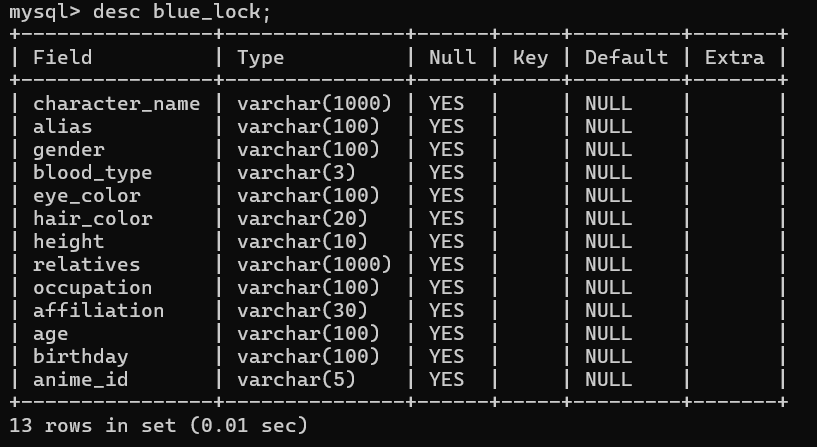 mysql> desc blue_lock;
+----------------+---------------+------+-----+---------+-------+
| Field          | Type          | Null | Key | Default | Extra |
+----------------+---------------+------+-----+---------+-------+
| character_name | varchar(1000) | YES  |     | NULL    |       |
| alias          | varchar(100)  | YES  |     | NULL    |       |
| gender         | varchar(100)  | YES  |     | NULL    |       |
| blood_type     | varchar(3)    | YES  |     | NULL    |       |
| eye_color      | varchar(100)  | YES  |     | NULL    |       |
| hair_color     | varchar(20)   | YES  |     | NULL    |       |
| height         | varchar(10)   | YES  |     | NULL    |       |
| relatives      | varchar(1000) | YES  |     | NULL    |       |
| occupation     | varchar(100)  | YES  |     | NULL    |       |
| affiliation    | varchar(30)   | YES  |     | NULL    |       |
| age            | varchar(100)  | YES  |     | NULL    |       |
| birthday       | varchar(100)  | YES  |     | NULL    |       |
| anime_id       | varchar(5)    | YES  |     | NULL    |       |
+----------------+---------------+------+-----+---------+-------+
13 rows in set (0.01 sec)